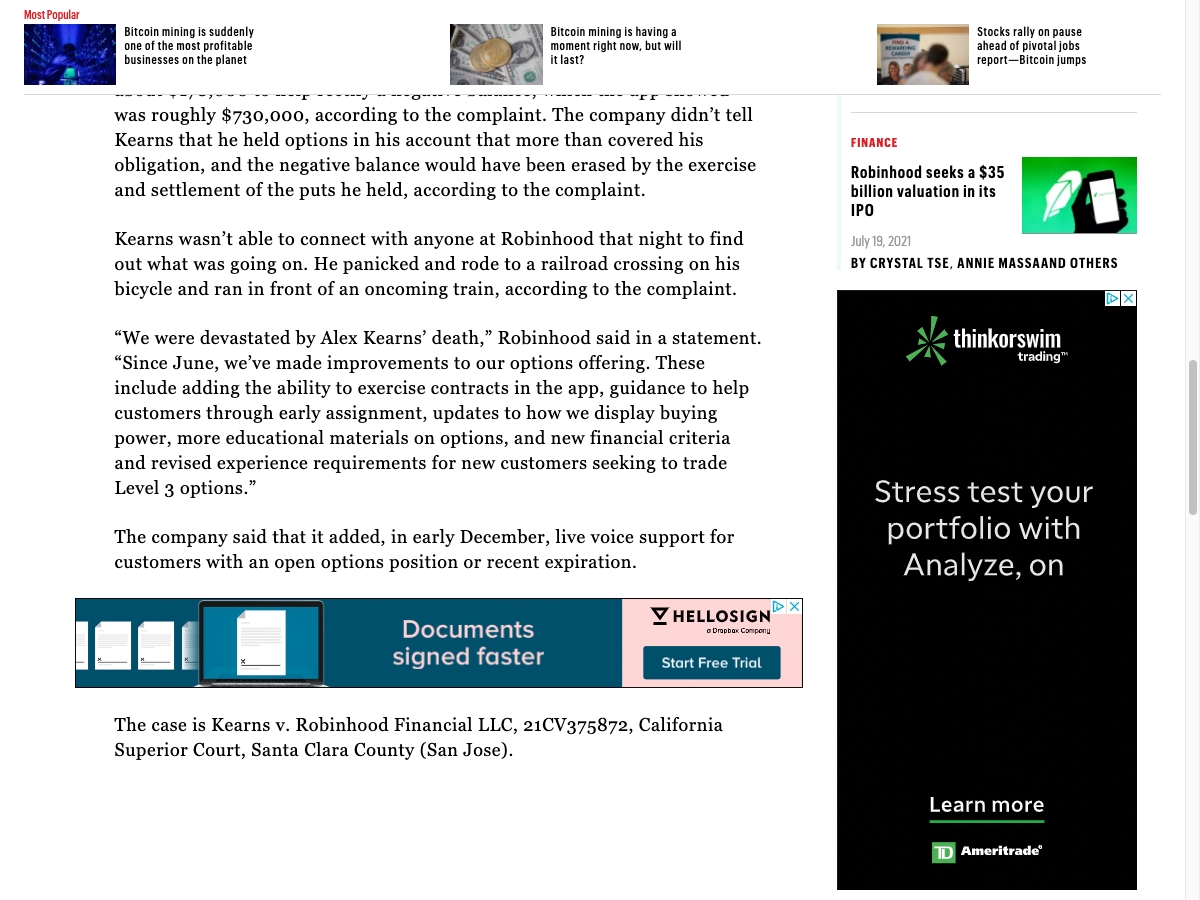 Most Popular
Bitcoin mining is suddenly
one of the most profitable
businesses on the planet
Bitcoin mining is having a
moment right now, but will
it last?
Stocks rally on pause
ahead of pivotal jobs
report—Bitcoin jumps
was roughly $730,000, according to the complaint. The company didn’t tell
Kearns that he held options in his account that more than covered his
obligation, and the negative balance would have been erased by the exercise
and settlement of the puts he held, according to the complaint.
Kearns wasn’t able to connect with anyone at Robinhood that night to find
out what was going on. He panicked and rode to a railroad crossing on his
bicycle and ran in front of an oncoming train, according to the complaint.
“We were devastated by Alex Kearns’ death,” Robinhood said in a statement.
“Since June, we’ve made improvements to our options offering. These
include adding the ability to exercise contracts in the app, guidance to help
customers through early assignment, updates to how we display buying
power, more educational materials on options, and new financial criteria
and revised experience requirements for new customers seeking to trade
Level 3 options.”
The company said that it added, in early December, live voice support for
customers with an open options position or recent expiration.
Documents
signed faster
HELLOSIGN
a Dropbox Company
Start Free Trial
The case is Kearns v. Robinhood Financial LLC, 21CV375872, California
Superior Court, Santa Clara County (San Jose).
FINANCE
Robinhood seeks a $35
billion valuation in its
IPO
July 19, 2021
BY CRYSTAL TSE, ANNIE MASSAAND OTHERS
thinkorswim
trading™
Stress test your
portfolio with
Analyze, on
Learn more
TD Ameritrade®